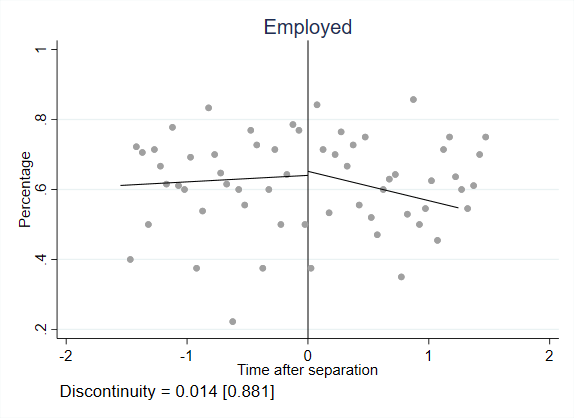 Employed
1
.8
.6
.4
.2
Percentage
-2 -1 0 1 2
Time after separation
Discontinuity = 0.014 [0.881]